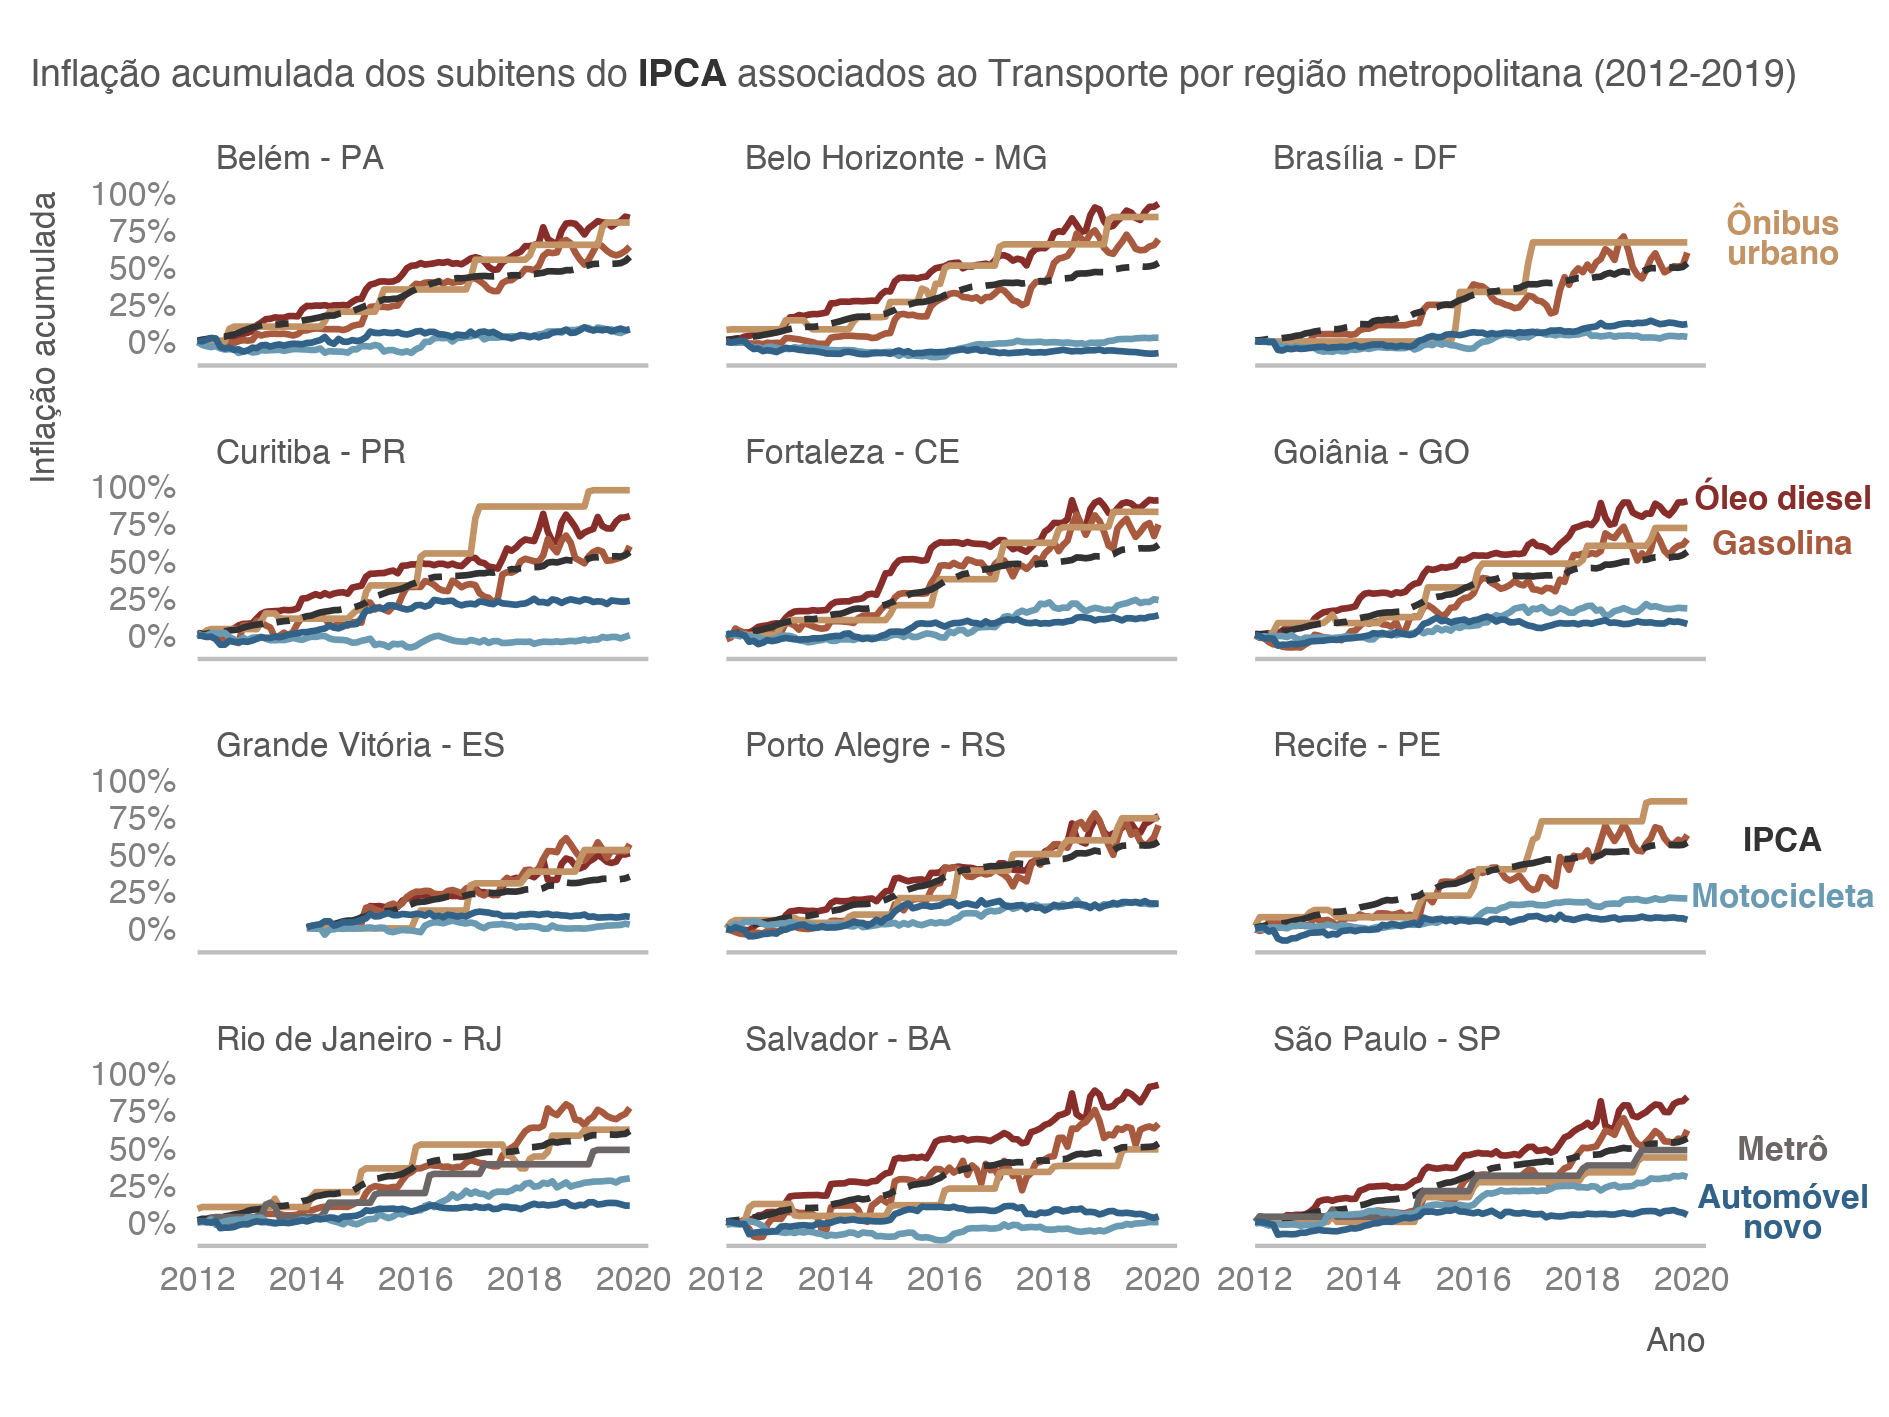 Inflação acumulada dos subitens do IPCA associados ao Transporte por região metropolitana (2012-2019)
Inflação acumulada
Belém - PA
Belo Horizonte - MG
Brasília - DF
100%
75%
50%
25%
0%
Ônibus
urbano
Curitiba - PR
Fortaleza - CE
Goiânia - GO
100%
75%
50%
25%
0%
Óleo diesel
Gasolina
Grande Vitória - ES
Porto Alegre - RS
Recife - PE
100%
75%
50%
25%
0%
IPCA
Motocicleta
Rio de Janeiro - RJ
Salvador - BA
São Paulo - SP
100%
75%
50%
25%
0%
Metrô
Automóvel
novo
2012 2014 2016 2018 2020
2012 2014 2016 2018 2020
2012 2014 2016 2018 2020
Ano